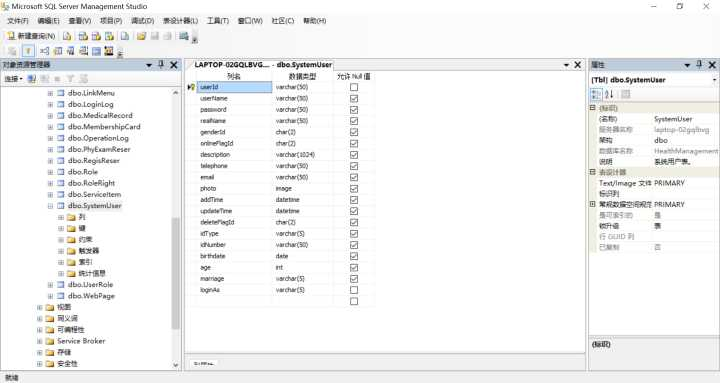 Microsoft SQL Server Management Studio
文件(F) 编辑(E) 查看(V) 项目(P) 调试(D) 表设计器(L) 工具(T) 窗口(W) 社区(C) 帮助(H)
新建查询(N)
对象资源管理器
连接
dbo.LinkMenu
dbo.LoginLog
dbo.MedicalRecord
dbo.MembershipCard
dbo.OperationLog
dbo.PhyExamReser
dbo.RegisReser
dbo.Role
dbo.RoleRight
dbo.ServiceItem
dbo.SystemUser
列
键
约束
触发器
索引
统计信息
dbo.UserRole
dbo.WebPage
视图
同义词
可编程性
Service Broker
存储
安全性
LAPTOP-02GQLBVG... - dbo.SystemUser
列名 数据类型 允许 Null 值
userId varchar(50)
userName varchar(50)
password varchar(50)
realName varchar(50)
genderId char(2)
onlineFlagId char(2)
description varchar(1024)
telephone varchar(50)
email varchar(50)
photo image
addTime datetime
updateTime datetime
deleteFlagId char(2)
idType varchar(5)
idNumber varchar(50)
birthdate date
age int
marriage varchar(5)
loginAs varchar(5)
属性
[Tbl] dbo.SystemUser
(标识)
(名称) SystemUser
服务器名称 laptop-02gqlbvg
架构 dbo
数据库名称 HealthManagement
说明 系统用户表。
表设计器
Text/Image 文件 PRIMARY
标识列
常规数据空间规范 PRIMARY
是可索引的 是
锁升级 表
行 GUID 列
已复制 否
(标识)
就绪